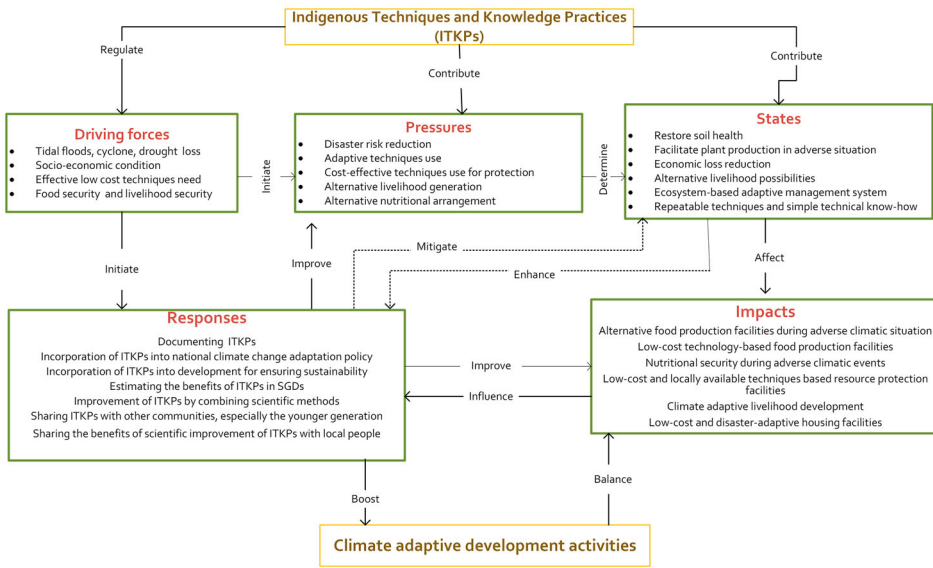 Indigenous Techniques and Knowledge Practices
(ITKPs)
Regulate
Contribute
Contribute
Driving forces
• Tidal floods, cyclone, drought loss
• Socio-economic condition
• Effective low cost techniques need
• Food security and livelihood security
Initiate
Pressures
• Disaster risk reduction
• Adaptive techniques use
• Cost-effective techniques use for protection
• Alternative livelihood generation
• Alternative nutritional arrangement
Determine
States
• Restore soil health
• Facilitate plant production in adverse situation
• Economic loss reduction
• Alternative livelihood possibilities
• Ecosystem-based adaptive management system
• Repeatable techniques and simple technical know-how
Initiate
Improve
Mitigate
Enhance
Affect
Responses
Documenting ITKPs
Incorporation of ITKPs into national climate change adaptation policy
Incorporation of ITKPs into development for ensuring sustainability
Estimating the benefits of ITKPs in SGDs
Improvement of ITKPs by combining scientific methods
Sharing ITKPs with other communities, especially the younger generation
Sharing the benefits of scientific improvement of ITKPs with local people
Improve
Influence
Impacts
Alternative food production facilities during adverse climatic situation
Low-cost technology-based food production facilities
Nutritional security during adverse climatic events
Low-cost and locally available techniques based resource protection
facilities
Climate adaptive livelihood development
Low-cost and disaster-adaptive housing facilities
Boost
Balance
Climate adaptive development activities